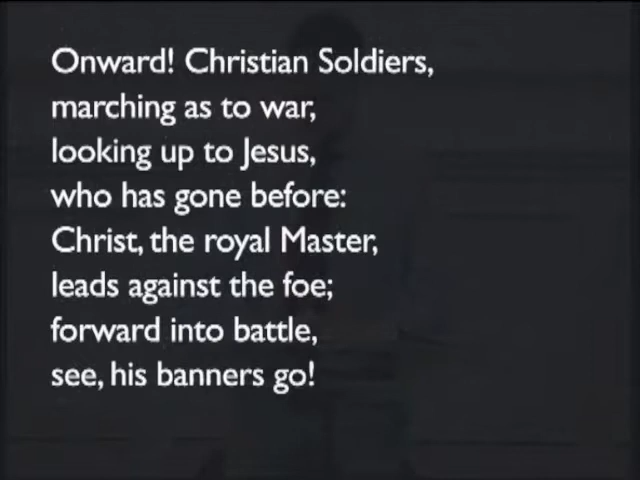 Onward! Christian Soldiers,
marching as to war,
looking up to Jesus,
who has gone before:
Christ, the royal Master,
leads against the foe;
forward into battle,
see, his banners go!